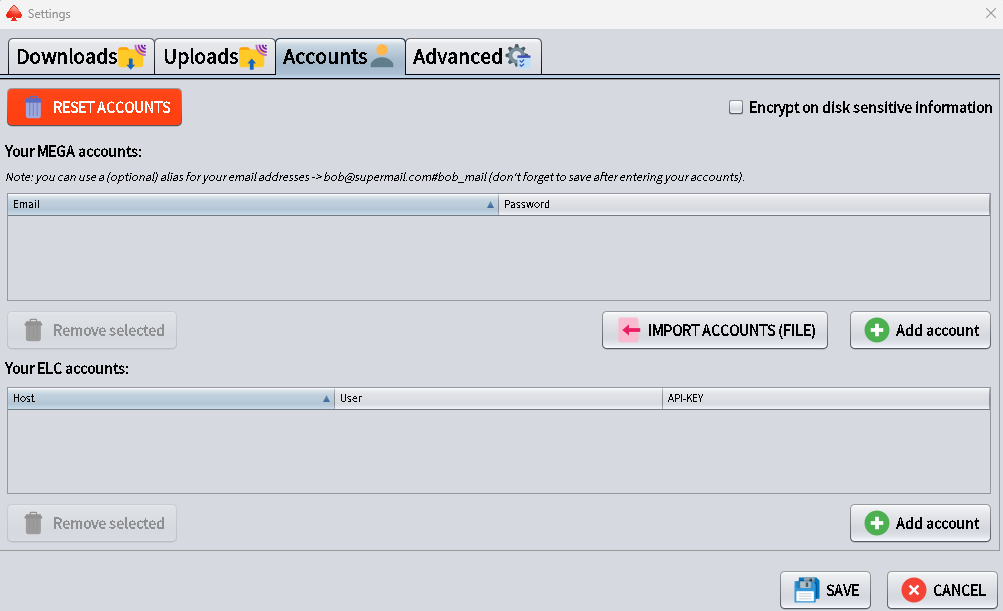 Settings
Downloads Uploads Accounts Advanced
RESET ACCOUNTS Encrypt on disk sensitive information
Your MEGA accounts:
Note: you can use a (optional) alias for your email addresses -> bob@supermail.com#bob_mail (don't forget to save after entering your accounts).
Email Password
Remove selected IMPORT ACCOUNTS (FILE) Add account
Your ELC accounts:
Host User API-KEY
Remove selected Add account
SAVE CANCEL